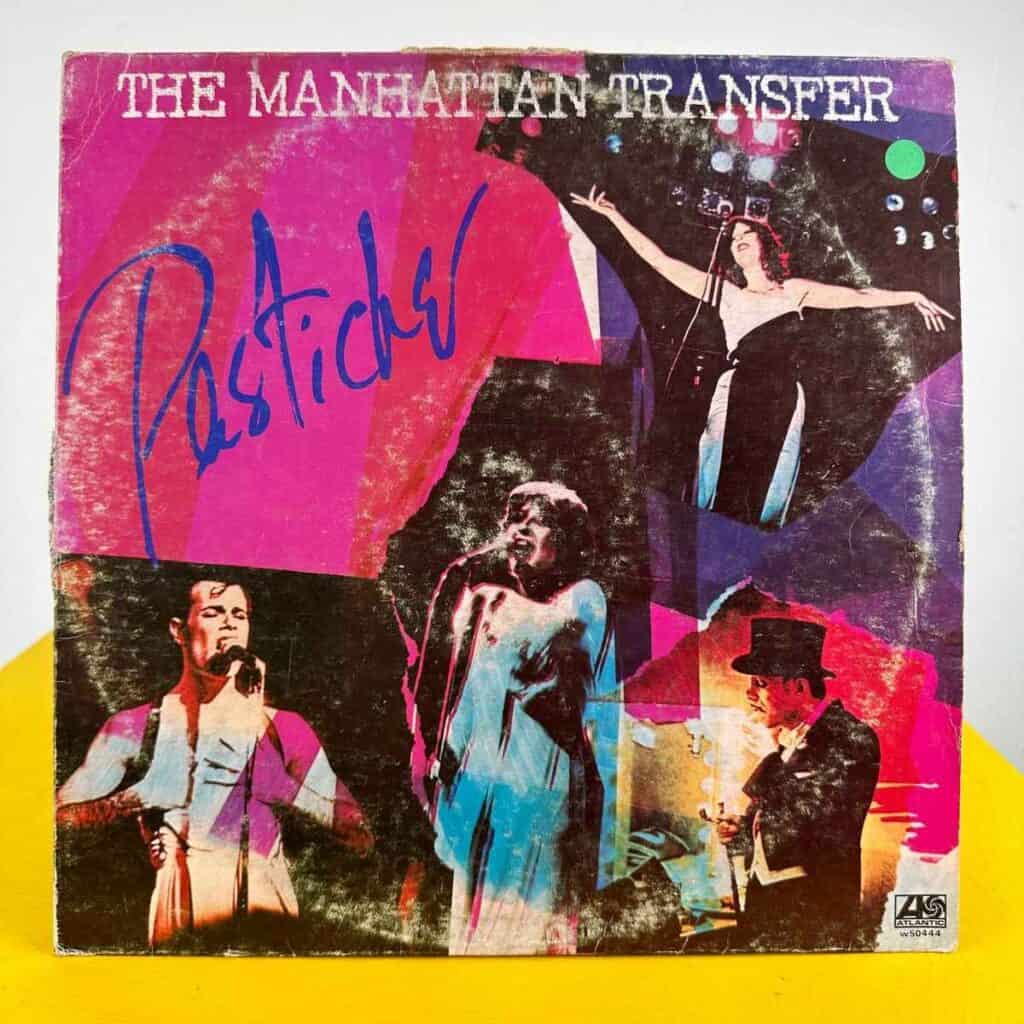 THE MANHATTAN TRANSFER
Pastiche
ATLANTIC
W50444